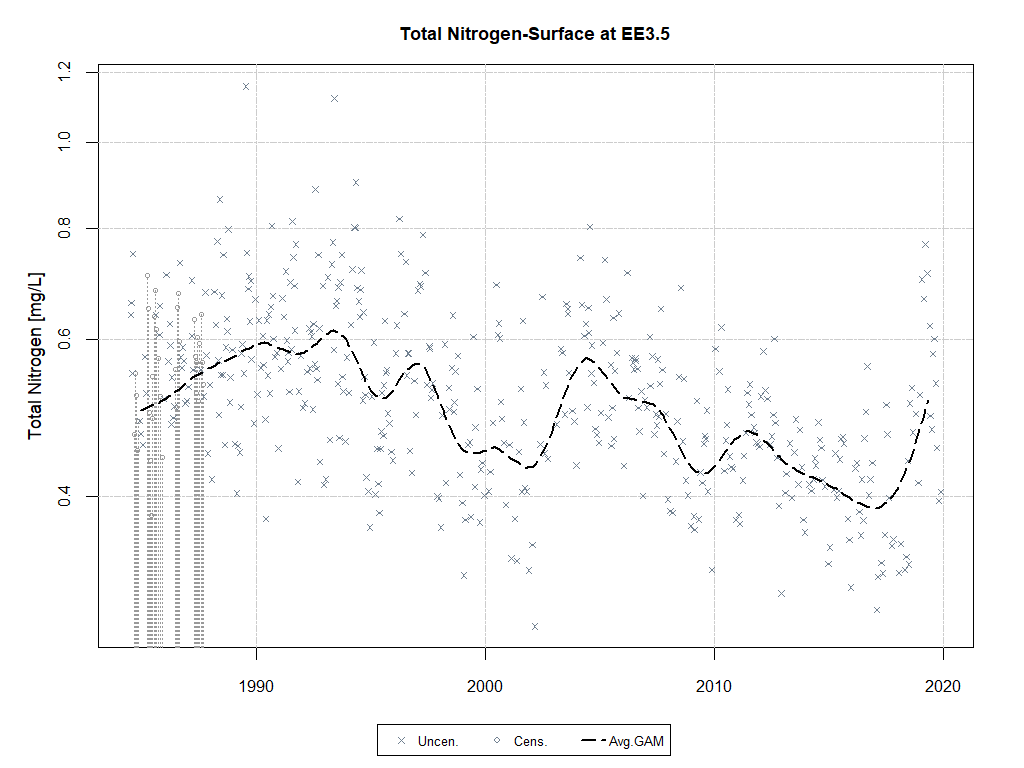 Total Nitrogen-Surface at EE3.5
Total Nitrogen [mg/L]
1.2
1.0
0.8
0.6
0.4
1990 2000 2010 2020
Uncen. Cens. Avg.GAM